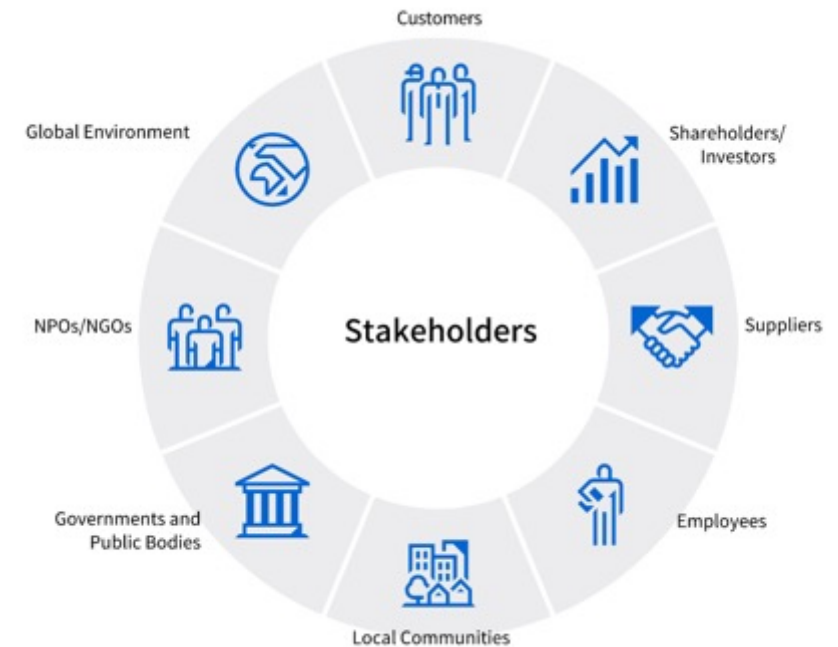 Customers
Global Environment
Shareholders/
Investors
NPOs/NGOs
Stakeholders
Suppliers
Governments and
Public Bodies
Employees
Local Communities